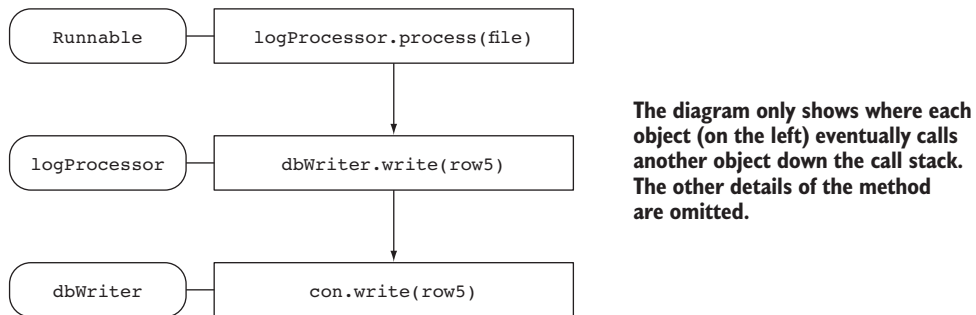 Runnable
logProcessor.process(file)
The diagram only shows where each
object (on the left) eventually calls
another object down the call stack.
The other details of the method
are omitted.
logProcessor
dbWriter.write(row5)
dbWriter
con.write(row5)